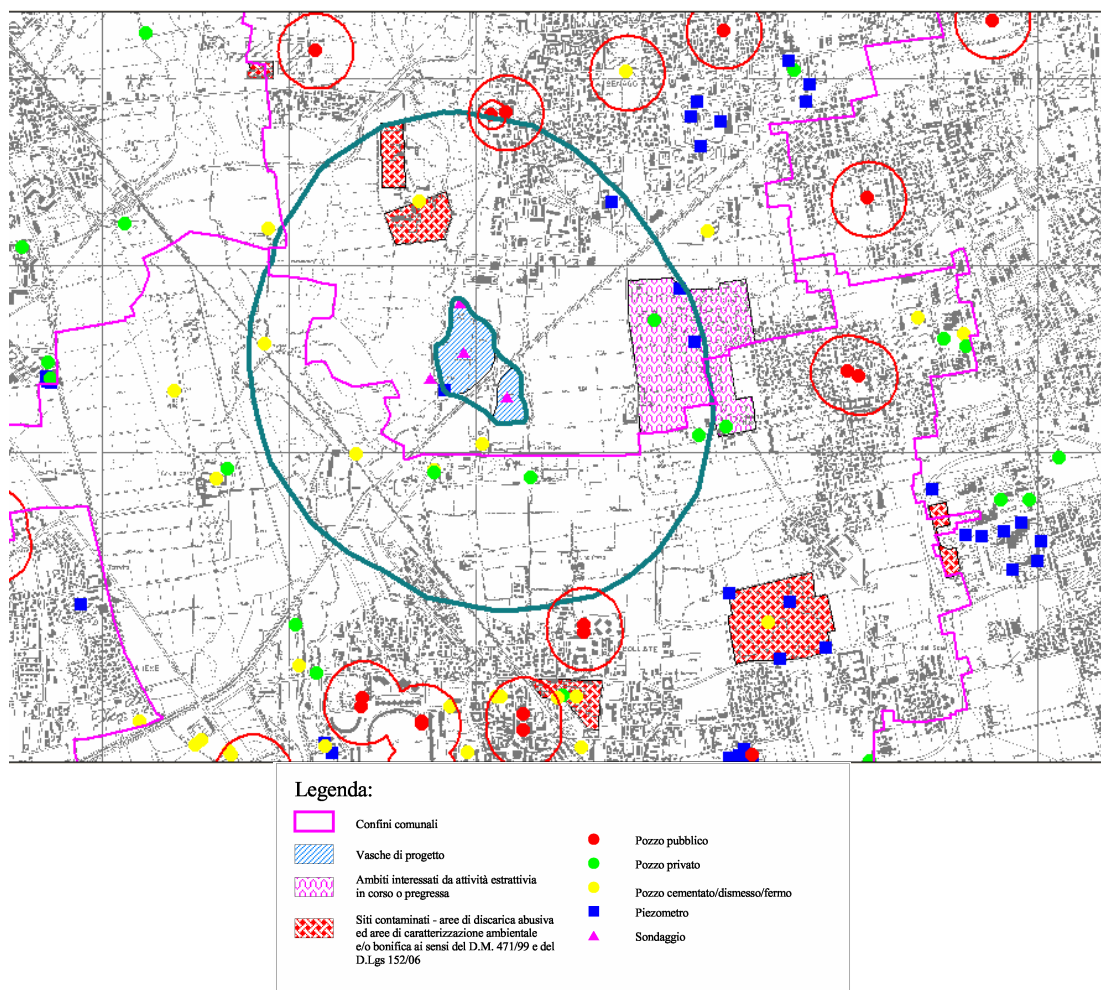 SENAGO
OLLATE
Legenda:
Confini comunali
Vasche di progetto
Ambiti interessati da attività estrattivia
in corso o pregressa
Siti contaminati - aree di discarica abusiva
ed aree di caratterizzazione ambientale
e/o bonifica ai sensi del D.M. 471/99 e del
D.Lgs 152/06
Pozzo pubblico
Pozzo privato
Pozzo cementato/dismesso/fermo
Piezometro
Sondaggio